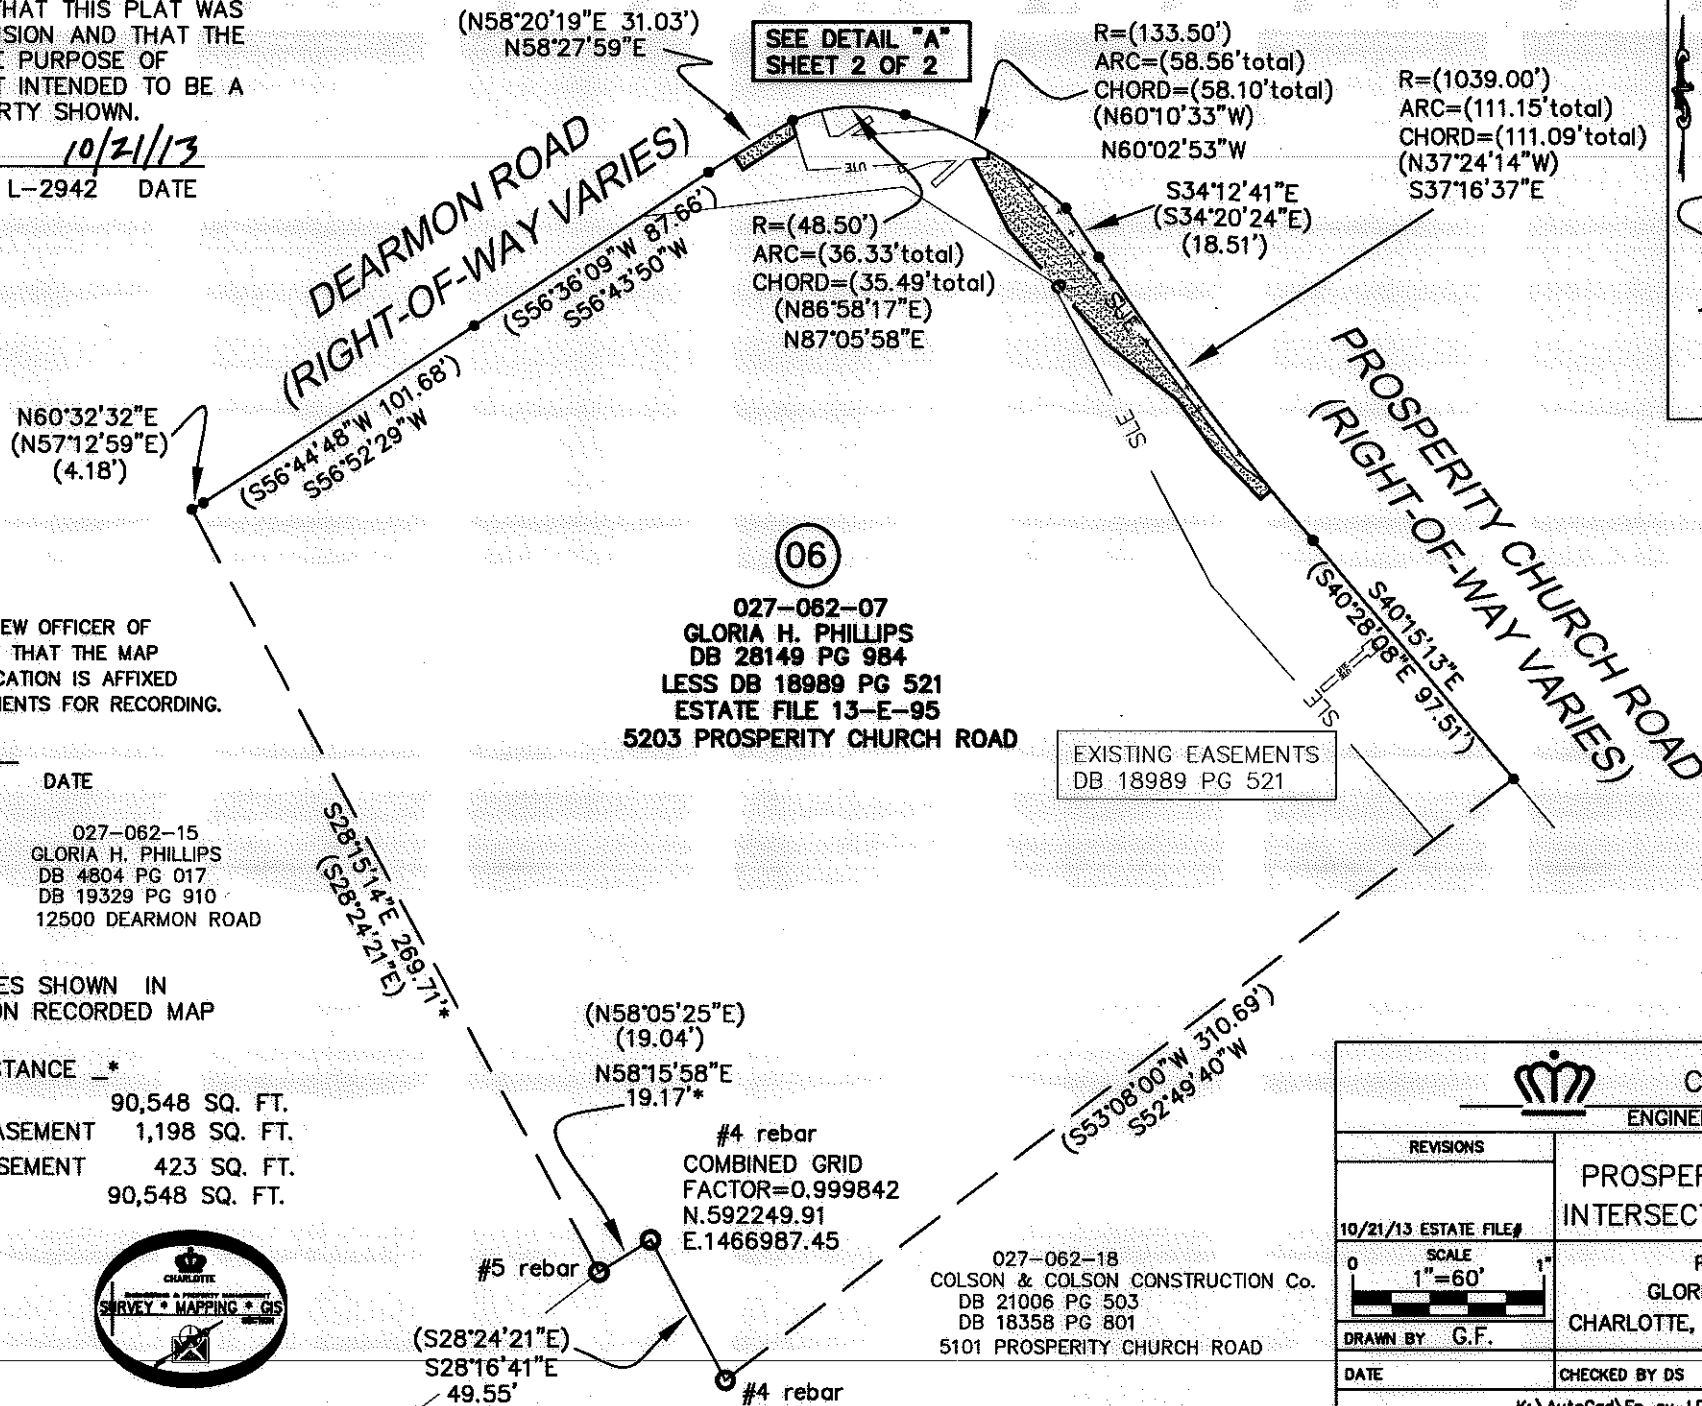 THAT THIS PLAT WAS
SION AND THAT THE
E PURPOSE OF
T INTENDED TO BE A
RTY SHOWN.
10/21/13
L-2942 DATE
(N58°20'19"E 31.03')
N58°27'59"E
SEE DETAIL "A"
SHEET 2 OF 2
R=(133.50')
ARC=(58.56'total)
CHORD=(58.10'total)
(N60°10'33"W)
N60°02'53"W
R=(1039.00')
ARC=(111.15'total)
CHORD=(111.09'total)
(N37°24'14"W)
S37°16'37"E
S34°12'41"E
(S34°20'24"E)
(18.51')
DEARMON ROAD
(RIGHT-OF-WAY VARIES)
(S56°36'09"W 87.66')
S56°43'50"W
R=(48.50')
ARC=(36.33'total)
CHORD=(35.49'total)
(N86°58'17"E)
N87°05'58"E
SUE
SLE
N60°32'32"E
(N57°12'59"E)
(4.18')
(S56°44'48"W 101.68')
S56°52'29"W
PROSPERITY CHURCH ROAD
(RIGHT-OF-WAY VARIES)
S40°15'13"E
(S40°28'08"E 97.51')
SLE
06
027-062-07
GLORIA H. PHILLIPS
DB 28149 PG 984
LESS DB 18989 PG 521
ESTATE FILE 13-E-95
5203 PROSPERITY CHURCH ROAD
EXISTING EASEMENTS
DB 18989 PG 521
EW OFFICER OF
THAT THE MAP
CATION IS AFFIXED
ENTS FOR RECORDING.
DATE
027-062-15
GLORIA H. PHILLIPS
DB 4804 PG 017
DB 19329 PG 910
12500 DEARMON ROAD
S28°15'14"E 269.71'*
(S28°24'21"E)
ES SHOWN IN
ON RECORDED MAP
STANCE _*
90,548 SQ. FT.
ASEMENT 1,198 SQ. FT.
SEMENT 423 SQ. FT.
90,548 SQ. FT.
(N58°05'25"E)
(19.04')
N58°15'58"E
19.17'*
#4 rebar
COMBINED GRID
FACTOR=0.999842
N.592249.91
E.1466987.45
(S53°08'00"W 310.69')
S52°49'40"W
#5 rebar
(S28°24'21"E)
S28°16'41"E
49.55'
#4 rebar
027-062-18
COLSON & COLSON CONSTRUCTION Co.
DB 21006 PG 503
DB 18358 PG 801
5101 PROSPERITY CHURCH ROAD
CHARLOTTE
ENGINEERING & PROPERTY MANAGEMENT
SURVEY * MAPPING * GIS
SECTION
C
ENGINE
REVISIONS
10/21/13 ESTATE FILE#
PROSPER
INTERSECT
SCALE
0 1"=60' 1"
GLOR
CHARLOTTE,
DRAWN BY G.F.
DATE
CHECKED BY DS